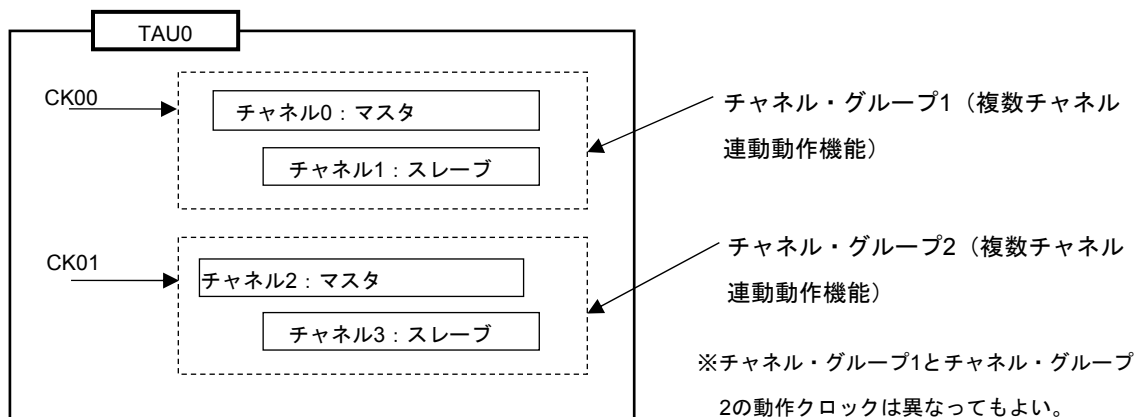 TAU0
CK00
チャネル0：マスタ
チャネル1：スレーブ
チャネル・グループ1（複数チャネル
連動動作機能）
CK01
チャネル2：マスタ
チャネル3：スレーブ
チャネル・グループ2（複数チャネル
連動動作機能）
※チャネル・グループ1とチャネル・グループ
2の動作クロックは異なってもよい。